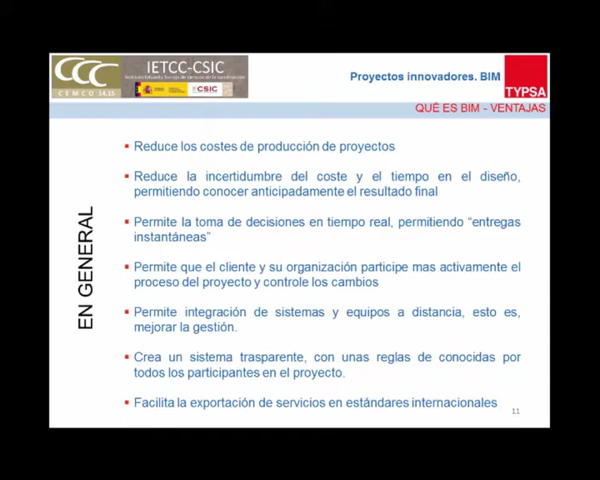 CCC
CEMCO 14.15
IETCC-CSIC
CSIC
Proyectos innovadores. BIM
TYPSA
QUÉ ES BIM - VENTAJAS
EN GENERAL
Reduce los costes de producción de proyectos
Reduce la incertidumbre del coste y el tiempo en el diseño,
permitiendo conocer anticipadamente el resultado final
Permite la toma de decisiones en tiempo real, permitiendo “entregas
instantáneas”
Permite que el cliente y su organización participe mas activamente el
proceso del proyecto y controle los cambios
Permite integración de sistemas y equipos a distancia, esto es,
mejorar la gestión.
Crea un sistema trasparente, con unas reglas de conocidas por
todos los participantes en el proyecto.
Facilita la exportación de servicios en estándares internacionales
11